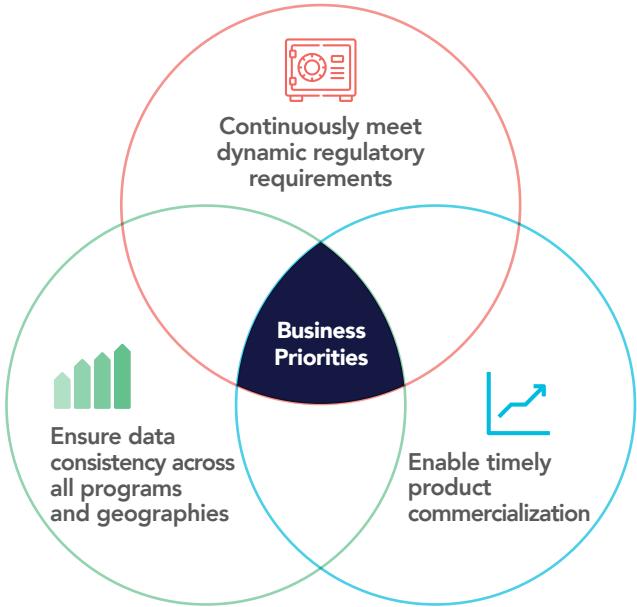 Continuously meet
dynamic regulatory
requirements
Business
Priorities
Ensure data
consistency across
all programs
and geographies
Enable timely
product
commercialization